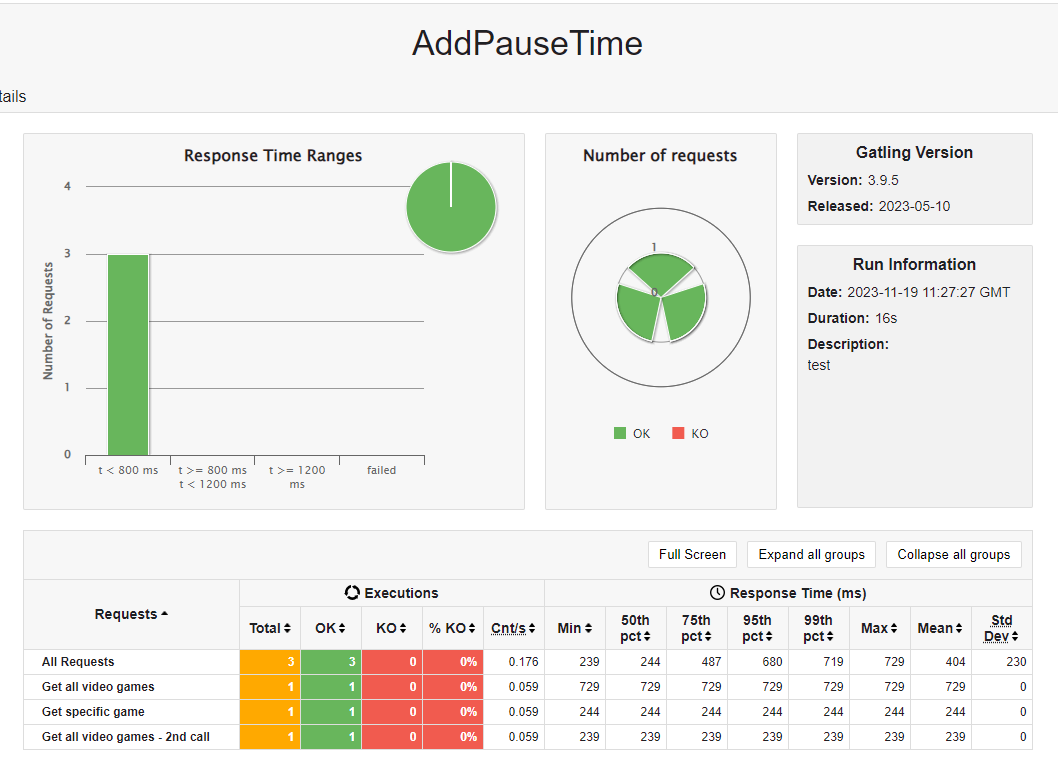 AddPauseTime
tails
Response Time Ranges
Number of Requests
4
3
2
1
0
t < 800 ms
t >= 800 ms
t < 1200 ms
t >= 1200
ms
failed
Number of requests
1
0
OK KO
Gatling Version
Version: 3.9.5
Released: 2023-05-10
Run Information
Date: 2023-11-19 11:27:27 GMT
Duration: 16s
Description:
test
Full Screen Expand all groups Collapse all groups
Requests Executions Response Time (ms)
Total OK KO % KO Cnt/s Min 50th pct 75th pct 95th pct 99th pct Max Mean Std Dev
All Requests 3 3 0 0% 0.176 239 244 487 680 719 729 404 230
Get all video games 1 1 0 0% 0.059 729 729 729 729 729 729 729 0
Get specific game 1 1 0 0% 0.059 244 244 244 244 244 244 244 0
Get all video games - 2nd call 1 1 0 0% 0.059 239 239 239 239 239 239 239 0